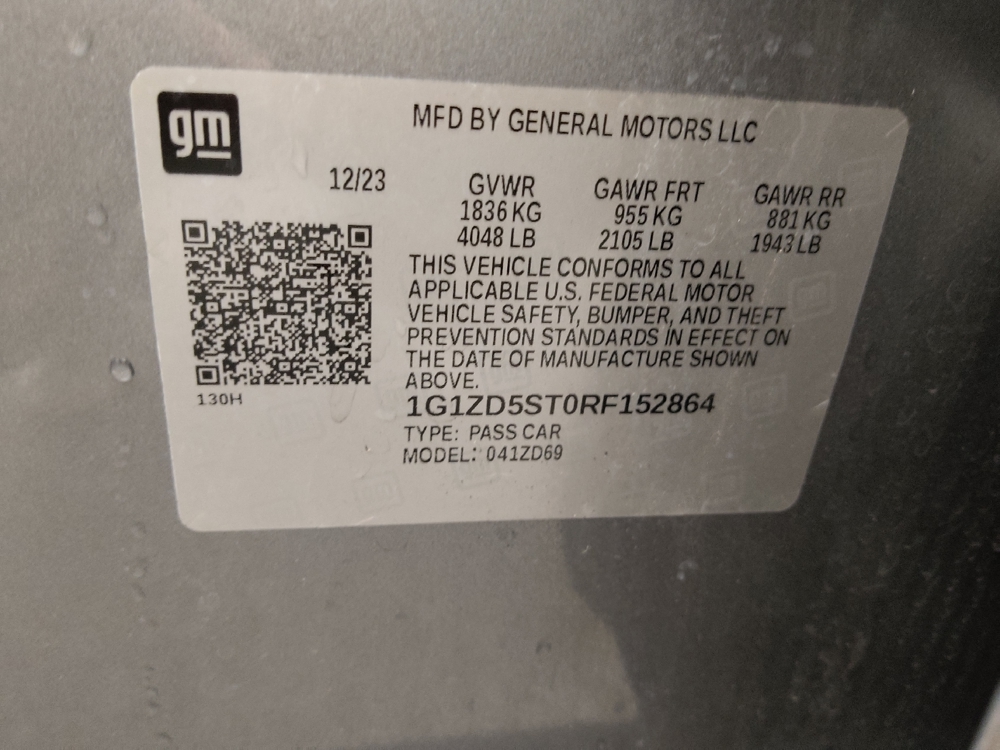 gm
MFD BY GENERAL MOTORS LLC
12/23 GVWR GAWR FRT GAWR RR
1836 KG 955 KG 881 KG
4048 LB 2105 LB 1943 LB
THIS VEHICLE CONFORMS TO ALL
APPLICABLE U.S. FEDERAL MOTOR
VEHICLE SAFETY, BUMPER, AND THEFT
PREVENTION STANDARDS IN EFFECT ON
THE DATE OF MANUFACTURE SHOWN
ABOVE.
130H
1G1ZD5ST0RF152864
TYPE: PASS CAR
MODEL: 041ZD69